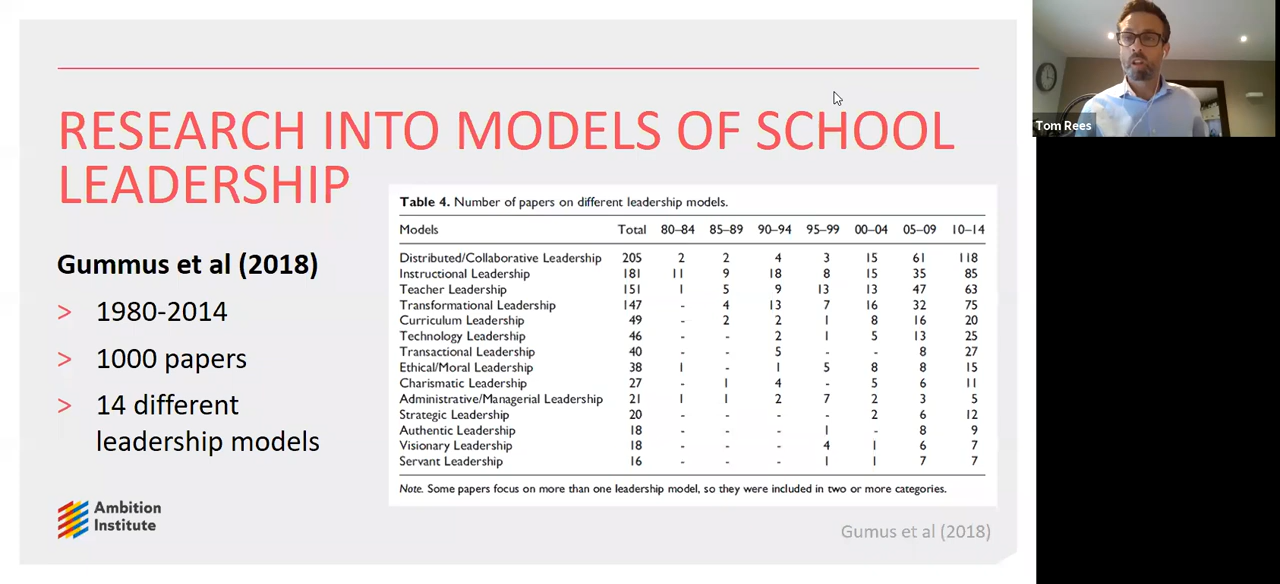 RESEARCH INTO MODELS OF SCHOOL
LEADERSHIP
Gummus et al (2018)
> 1980-2014
> 1000 papers
> 14 different
leadership models
Ambition
Institute
Table 4. Number of papers on different leadership models.
Models Total 80–84 85–89 90–94 95–99 00–04 05–09 10–14
Distributed/Collaborative Leadership 205 2 2 4 3 15 61 118
Instructional Leadership 181 11 9 18 8 15 35 85
Teacher Leadership 151 1 5 9 13 13 47 63
Transformational Leadership 147 - 4 13 7 16 32 75
Curriculum Leadership 49 - 2 2 1 8 16 20
Technology Leadership 46 - - 2 1 5 13 25
Transactional Leadership 40 - - 5 - - 8 27
Ethical/Moral Leadership 38 1 - 1 5 8 8 15
Charismatic Leadership 27 - 1 4 - 5 6 11
Administrative/Managerial Leadership 21 1 1 2 7 2 3 5
Strategic Leadership 20 - - - - 2 6 12
Authentic Leadership 18 - - - 1 - 8 9
Visionary Leadership 18 - - - 4 1 6 7
Servant Leadership 16 - - - 1 1 7 7
Note. Some papers focus on more than one leadership model, so they were included in two or more categories.
Gumus et al (2018)
Tom Rees